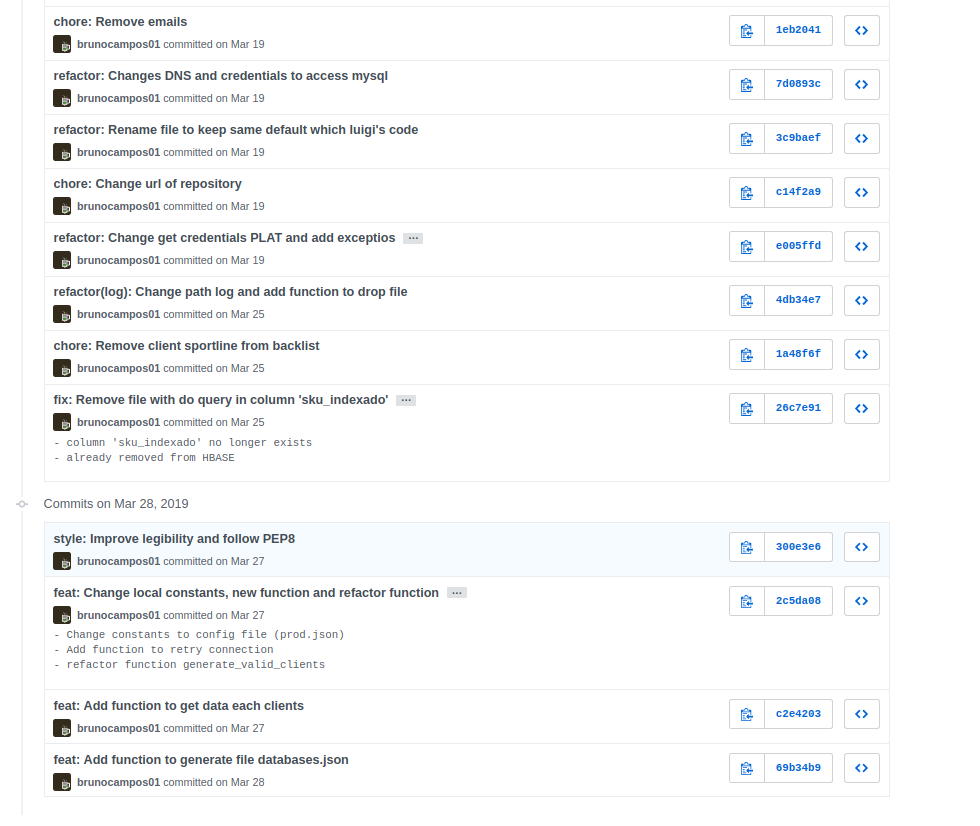 chore: Remove emails
brunocampos01 committed on Mar 19
1eb2041
refactor: Changes DNS and credentials to access mysql
brunocampos01 committed on Mar 19
7d0893c
refactor: Rename file to keep same default which luigi's code
brunocampos01 committed on Mar 19
3c9baef
chore: Change url of repository
brunocampos01 committed on Mar 19
c14f2a9
refactor: Change get credentials PLAT and add exceptios ...
brunocampos01 committed on Mar 19
e005ffd
refactor(log): Change path log and add function to drop file
brunocampos01 committed on Mar 25
4db34e7
chore: Remove client sportline from backlist
brunocampos01 committed on Mar 25
1a48f6f
fix: Remove file with do query in column 'sku_indexado' ...
brunocampos01 committed on Mar 25
26c7e91
- column 'sku_indexado' no longer exists
- already removed from HBASE
Commits on Mar 28, 2019
style: Improve legibility and follow PEP8
brunocampos01 committed on Mar 27
300e3e6
feat: Change local constants, new function and refactor function ...
brunocampos01 committed on Mar 27
2c5da08
- Change constants to config file (prod.json)
- Add function to retry connection
- refactor function generate_valid_clients
feat: Add function to get data each clients
brunocampos01 committed on Mar 27
c2e4203
feat: Add function to generate file databases.json
brunocampos01 committed on Mar 28
69b34b9